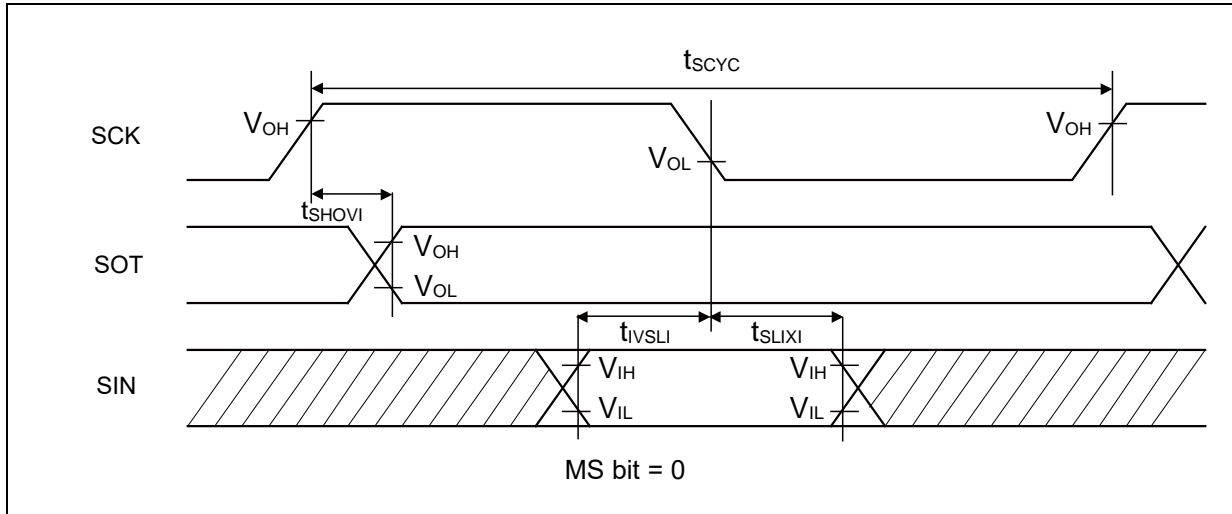 tSCYC
SCK
VOH
VOL
VOH
tSHOVI
SOT
VOH
VOL
tIVSLI
tSLIXI
SIN
VIH
VIL
VIH
VIL
MS bit = 0